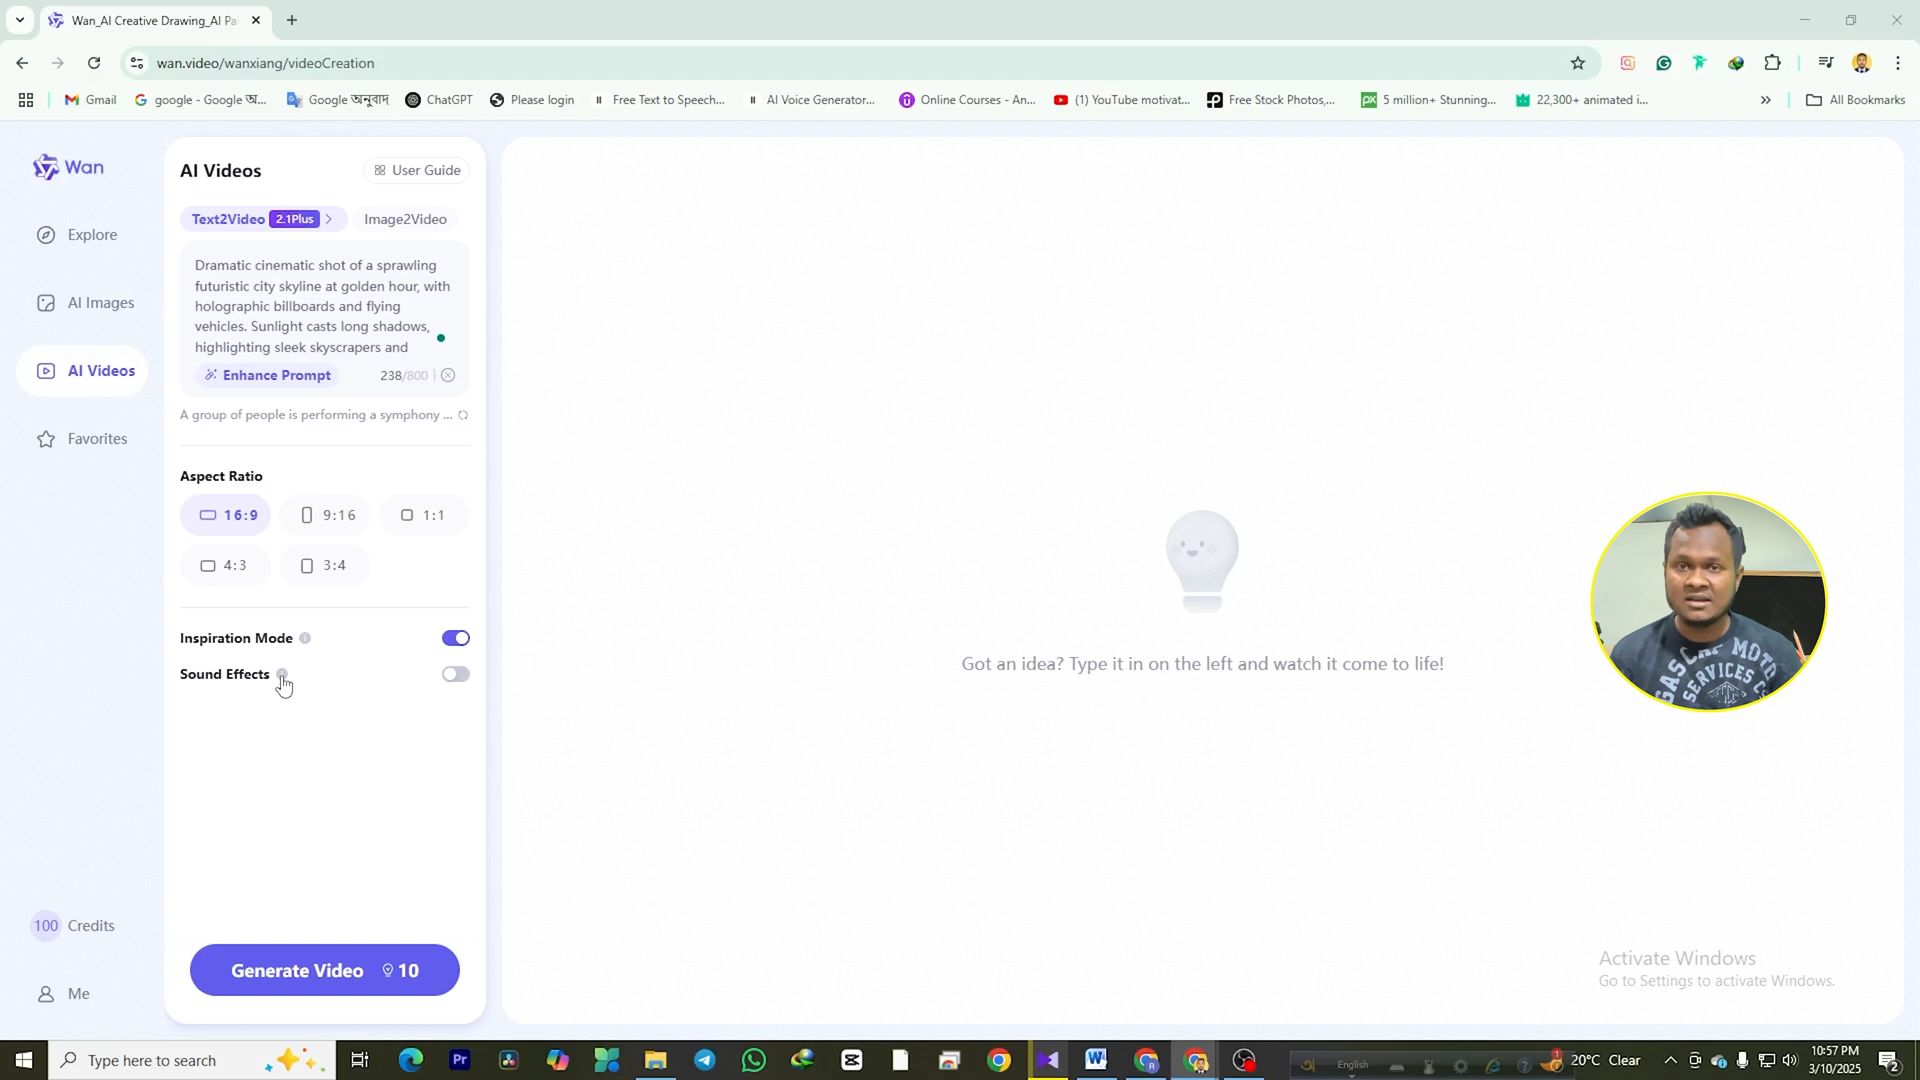 Wan_AI Creative Drawing_AI Pa
wan.video/wanxiang/videoCreation
Gmail
google - Google অ...
Google অনুবাদ
ChatGPT
Please login
Free Text to Speech...
AI Voice Generator...
Online Courses - An...
(1) YouTube motivat...
Free Stock Photos,...
5 million+ Stunning...
22,300+ animated i...
All Bookmarks
Wan
Explore
AI Images
AI Videos
Favorites
100 Credits
Me
AI Videos
User Guide
Text2Video 2.1Plus
Image2Video
Dramatic cinematic shot of a sprawling
futuristic city skyline at golden hour, with
holographic billboards and flying
vehicles. Sunlight casts long shadows,
highlighting sleek skyscrapers and
Enhance Prompt
238/800
A group of people is performing a symphony ...
Aspect Ratio
16:9
9:16
1:1
4:3
3:4
Inspiration Mode
Sound Effects
Generate Video 10
Got an idea? Type it in on the left and watch it come to life!
MOTO
SERVICES
Activate Windows
Go to Settings to activate Windows.
Type here to search
English
20°C Clear
10:57 PM
3/10/2025
2